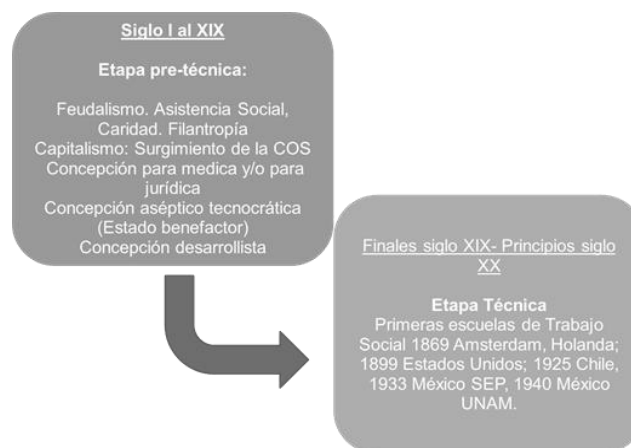 Siglo I al XIX
Etapa pre-técnica:
Feudalismo. Asistencia Social,
Caridad. Filantropía
Capitalismo: Surgimiento de la COS
Concepción para medica y/o para
jurídica
Concepción aséptico tecnocrática
(Estado benefactor)
Concepción desarrollista
Finales siglo XIX- Principios siglo
XX
Etapa Técnica
Primeras escuelas de Trabajo
Social 1869 Amsterdam, Holanda;
1899 Estados Unidos; 1925 Chile,
1933 México SEP, 1940 México
UNAM.